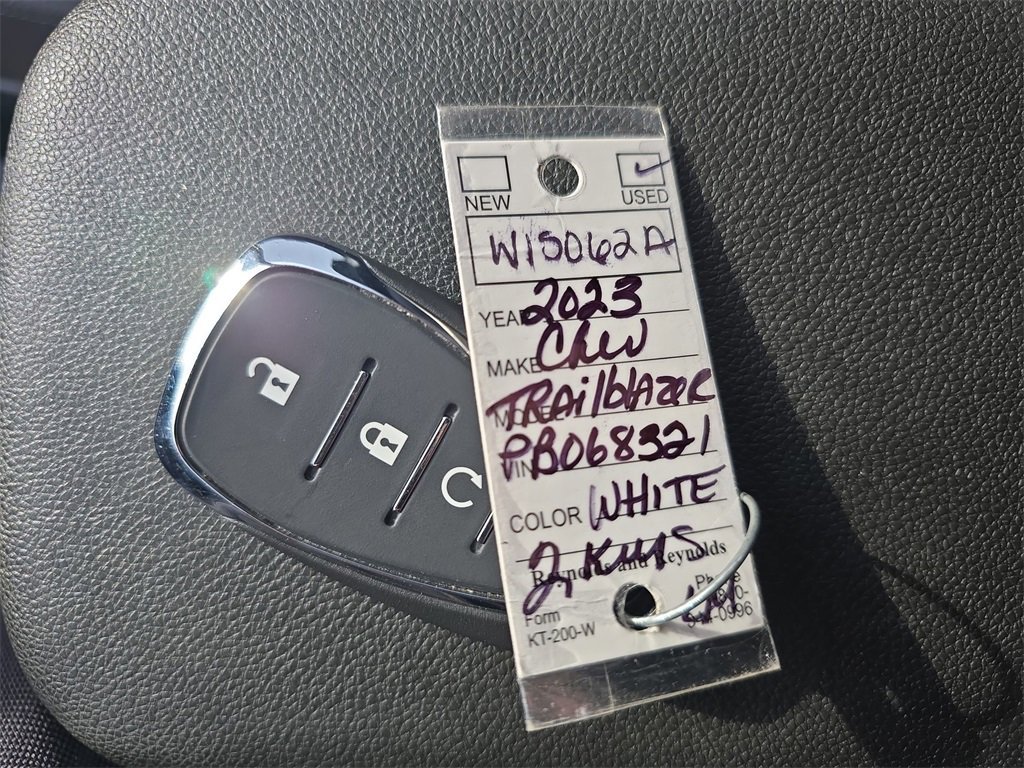 NEW USED
W15062A
YEAR 2023
MAKE Chev
MODEL TRAilblazer
VIN PB068321
COLOR WHITE
2 KEYS
Reynolds and Reynolds
Form
KT-200-W